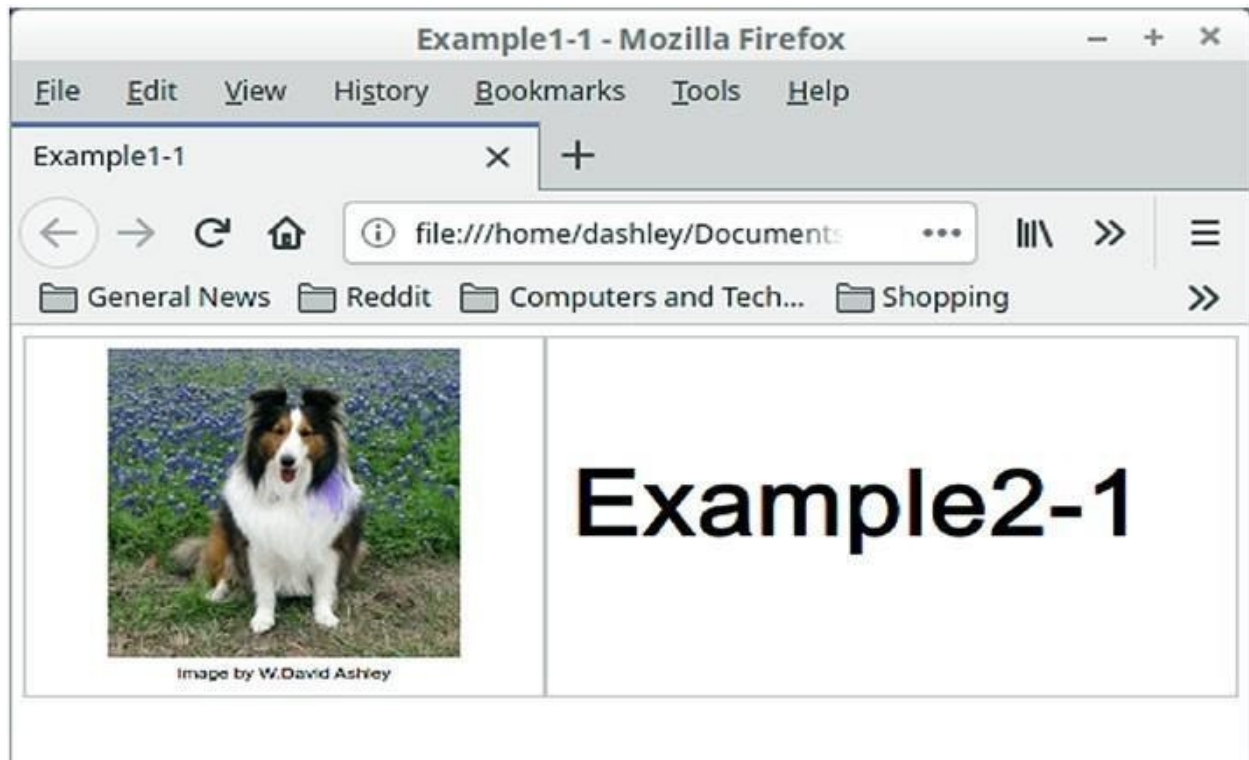 Example1-1 - Mozilla Firefox
File Edit View History Bookmarks Tools Help
Example1-1
file:///home/dashley/Documents
General News Reddit Computers and Tech... Shopping
Example2-1
Image by W.David Ashley